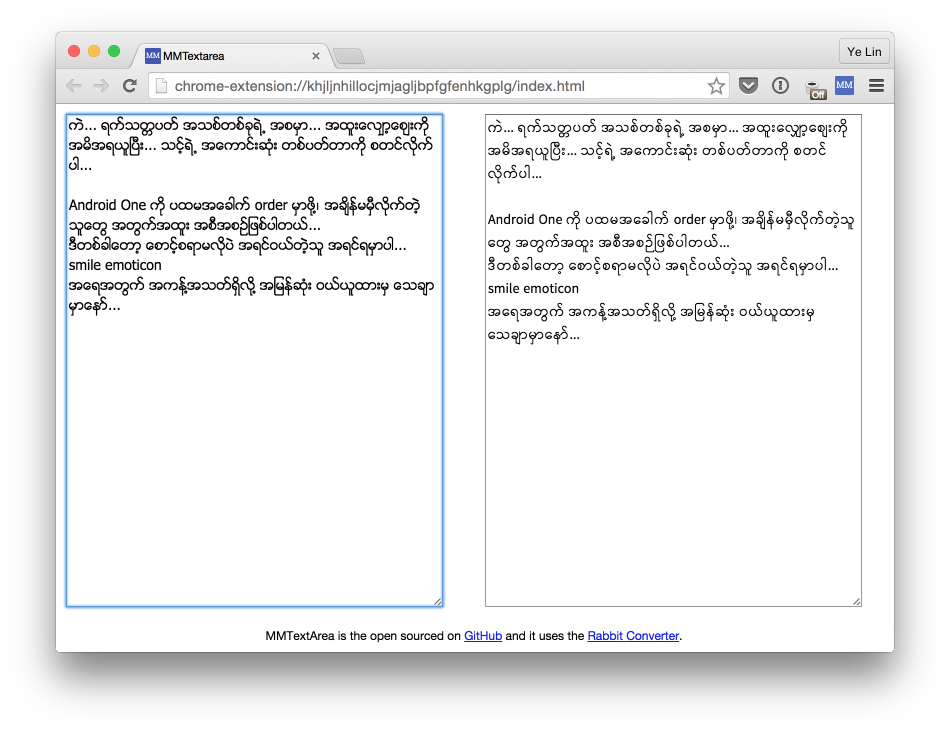 MM MMTextarea
Ye Lin
chrome-extension://khjljnhillocjmjagljbpfgfenhkgplg/index.html
Off
MM
ကဲ... ရက်သတ္တပတ် အသစ်တစ်ခုရဲ့ အစမှာ... အထူးလျှော့ဈေးကို
အမိအရယူပြီး... သင့်ရဲ့ အကောင်းဆုံး တစ်ပတ်တာကို စတင်လိုက်
ပါ...
Android One ကို ပထမအခေါက် order မှာဖို့၊ အချိန်မမှီလိုက်တဲ့
သူတွေ အတွက်အထူး အစီအစဉ်ဖြစ်ပါတယ်...
ဒီတစ်ခါတော့ စောင့်စရာမလိုပဲ အရင်ဝယ်တဲ့သူ အရင်ရမှာပါ...
smile emoticon
အရေအတွက် အကန့်အသတ်ရှိလို့ အမြန်ဆုံး ဝယ်ယူထားမှ သေချာ
မှာနော်...
ကဲ... ရက်သတ္တပတ် အသစ်တစ်ခုရဲ့ အစမှာ... အထူးလျှော့ဈေးကို
အမိအရယူပြီး... သင့်ရဲ့ အကောင်းဆုံး တစ်ပတ်တာကို စတင်
လိုက်ပါ...
Android One ကို ပထမအခေါက် order မှာဖို့၊ အချိန်မမှီလိုက်တဲ့သူ
တွေ အတွက်အထူး အစီအစဉ်ဖြစ်ပါတယ်...
ဒီတစ်ခါတော့ စောင့်စရာမလိုပဲ အရင်ဝယ်တဲ့သူ အရင်ရမှာပါ...
smile emoticon
အရေအတွက် အကန့်အသတ်ရှိလို့ အမြန်ဆုံး ဝယ်ယူထားမှ
သေချာမှာနော်...
MMTextArea is the open sourced on GitHub and it uses the Rabbit Converter.